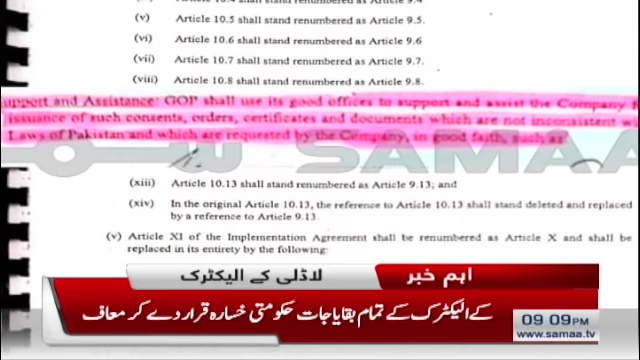 (v) Article 10.5 shall stand renumbered as Article 9.5.
(vi) Article 10.6 shall stand renumbered as Article 9.6
(vii) Article 10.7 shall stand renumbered as Article 9.7.
(viii) Article 10.8 shall stand renumbered as Article 9.8.
upport and Assistance: GOP shall use its good offices to support and assist the Company
issuance of such consents, orders, certificates and documents which are not inconsistent w
Laws of Pakistan and which are requested by the Company, in good faith, such as
SAMAA
(xiii) Article 10.13 shall stand renumbered as Article 9.13; and
(xiv) In the original Article 10.13, the reference to Article 10.13 shall stand deleted and replaced
by a reference to Article 9.13.
(v) Article XI of the Implementation Agreement shall be renumbered as Article X and shall be
replaced in its entirety by the following:
اہم خبر
لاڈلی کے الیکٹرک
کے الیکٹرک کے تمام بقایا جات حکومتی خسارہ قرار دے کر معاف
09 09PM
www.samaa.tv